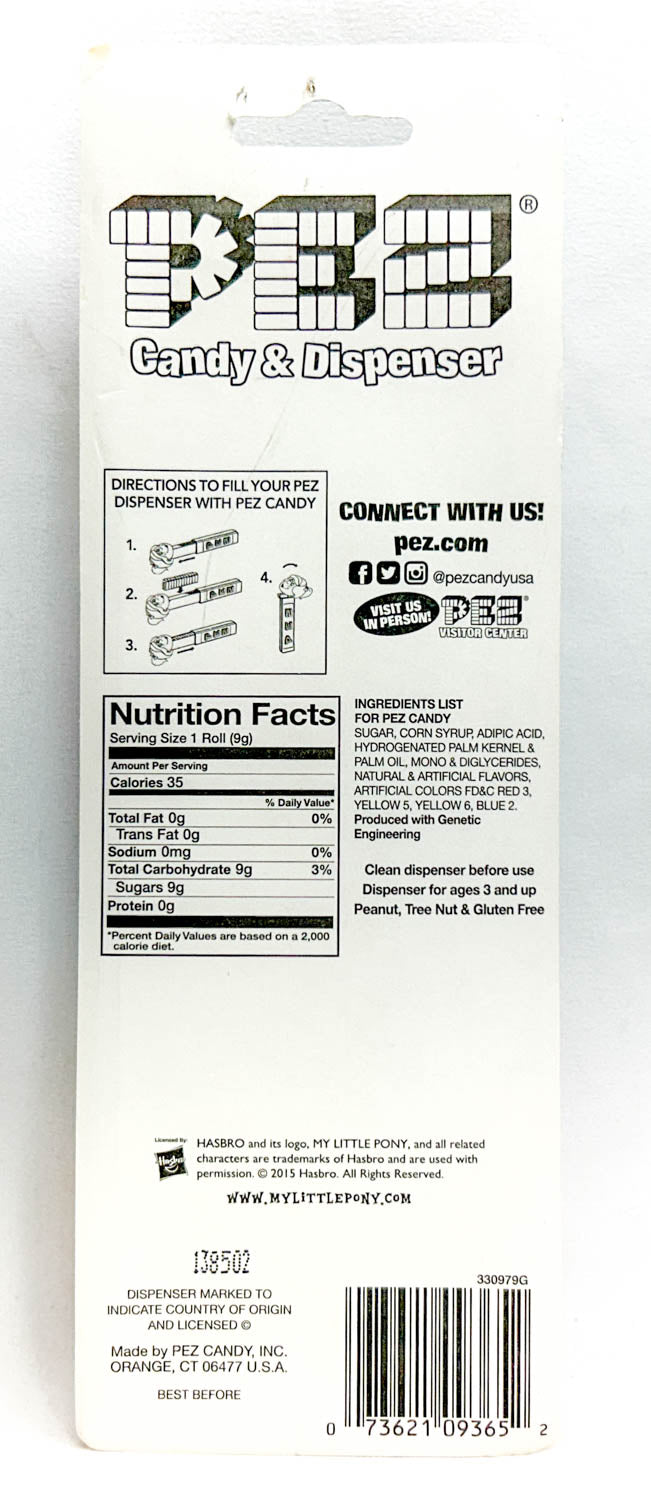 PEZ®
Candy & Dispenser
DIRECTIONS TO FILL YOUR PEZ
DISPENSER WITH PEZ CANDY
1.
2.
3.
4.
CONNECT WITH US!
pez.com
@pezcandyusa
VISIT US
IN PERSON!
PEZ®
VISITOR CENTER
Nutrition Facts
Serving Size 1 Roll (9g)
Amount Per Serving
Calories 35
% Daily Value*
Total Fat 0g 0%
Trans Fat 0g
Sodium 0mg 0%
Total Carbohydrate 9g 3%
Sugars 9g
Protein 0g
*Percent Daily Values are based on a 2,000
calorie diet.
INGREDIENTS LIST
FOR PEZ CANDY
SUGAR, CORN SYRUP, ADIPIC ACID,
HYDROGENATED PALM KERNEL &
PALM OIL, MONO & DIGLYCERIDES,
NATURAL & ARTIFICIAL FLAVORS,
ARTIFICIAL COLORS FD&C RED 3,
YELLOW 5, YELLOW 6, BLUE 2.
Produced with Genetic
Engineering
Clean dispenser before use
Dispenser for ages 3 and up
Peanut, Tree Nut & Gluten Free
Licensed By:
Hasbro
HASBRO and its logo, MY LITTLE PONY, and all related
characters are trademarks of Hasbro and are used with
permission. © 2015 Hasbro. All Rights Reserved.
WWW.MYLITTLEPONY.COM
138502
DISPENSER MARKED TO
INDICATE COUNTRY OF ORIGIN
AND LICENSED ©
Made by PEZ CANDY, INC.
ORANGE, CT 06477 U.S.A.
BEST BEFORE
330979G
0 73621 09365 2